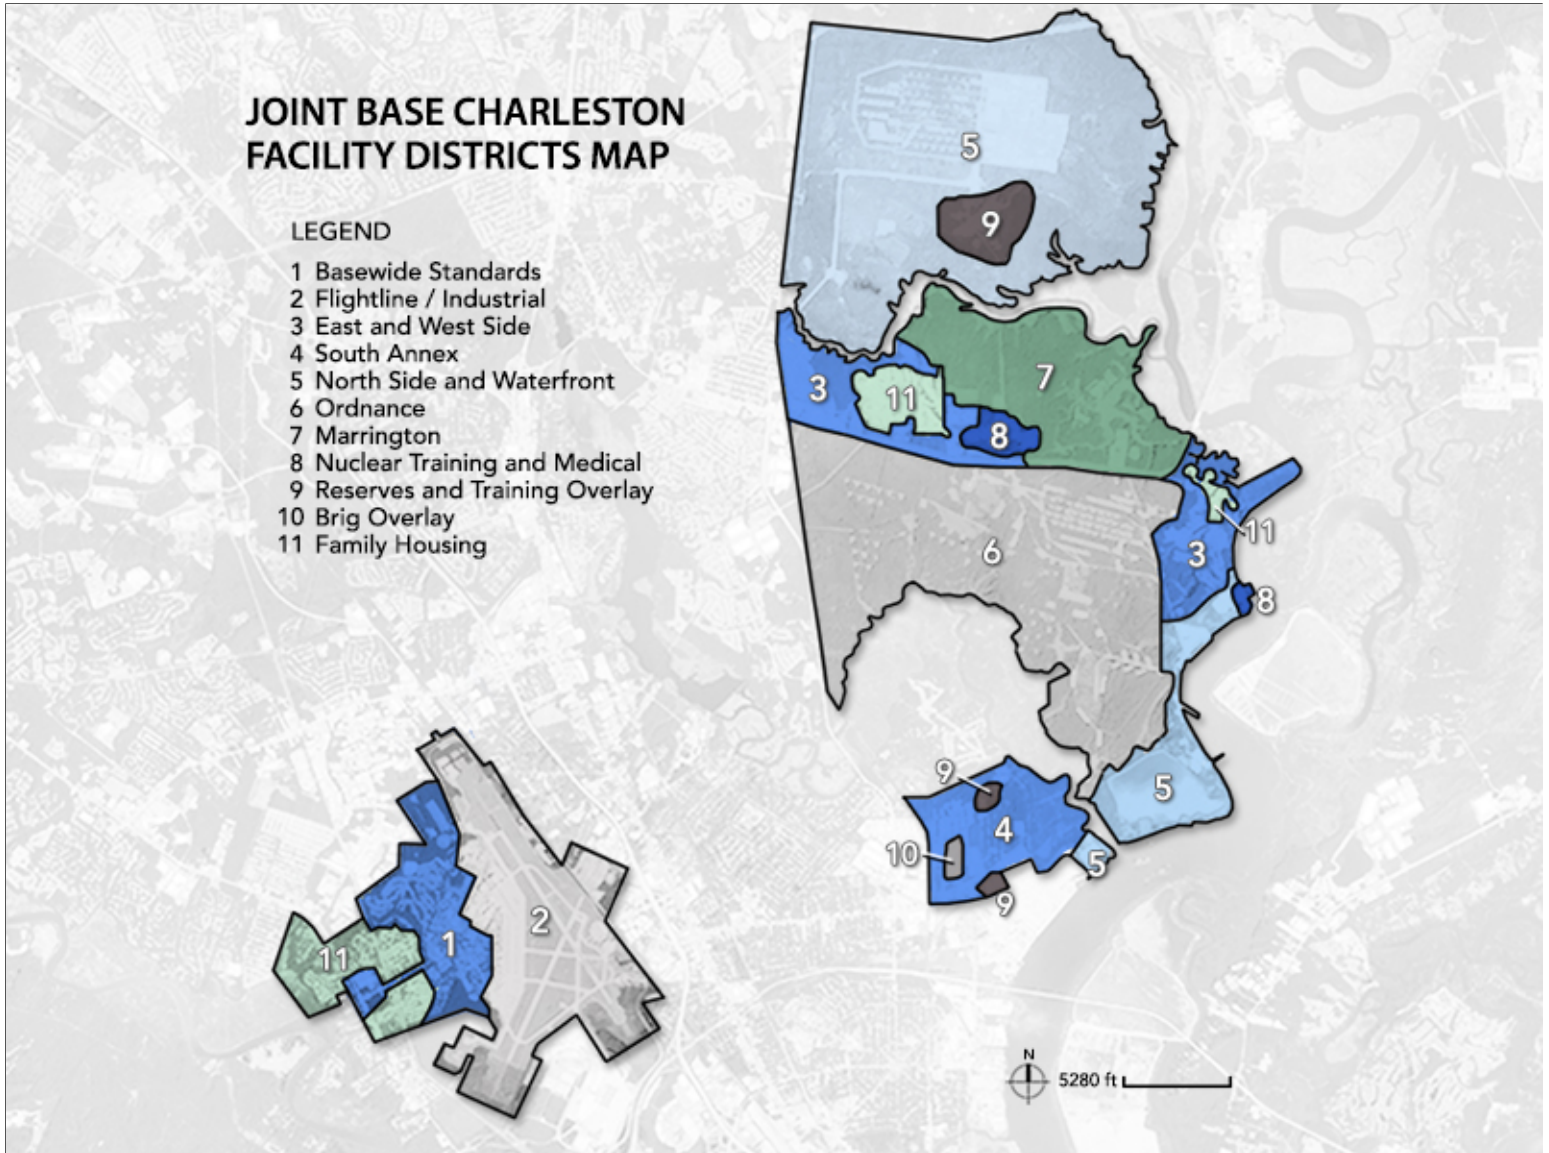 JOINT BASE CHARLESTON
FACILITY DISTRICTS MAP
LEGEND
1 Basewide Standards
2 Flightline / Industrial
3 East and West Side
4 South Annex
5 North Side and Waterfront
6 Ordnance
7 Marrington
8 Nuclear Training and Medical
9 Reserves and Training Overlay
10 Brig Overlay
11 Family Housing
5
9
7
3
11
8
11
6
3
8
9
5
4
10
5
9
2
1
11
N
5280 ft